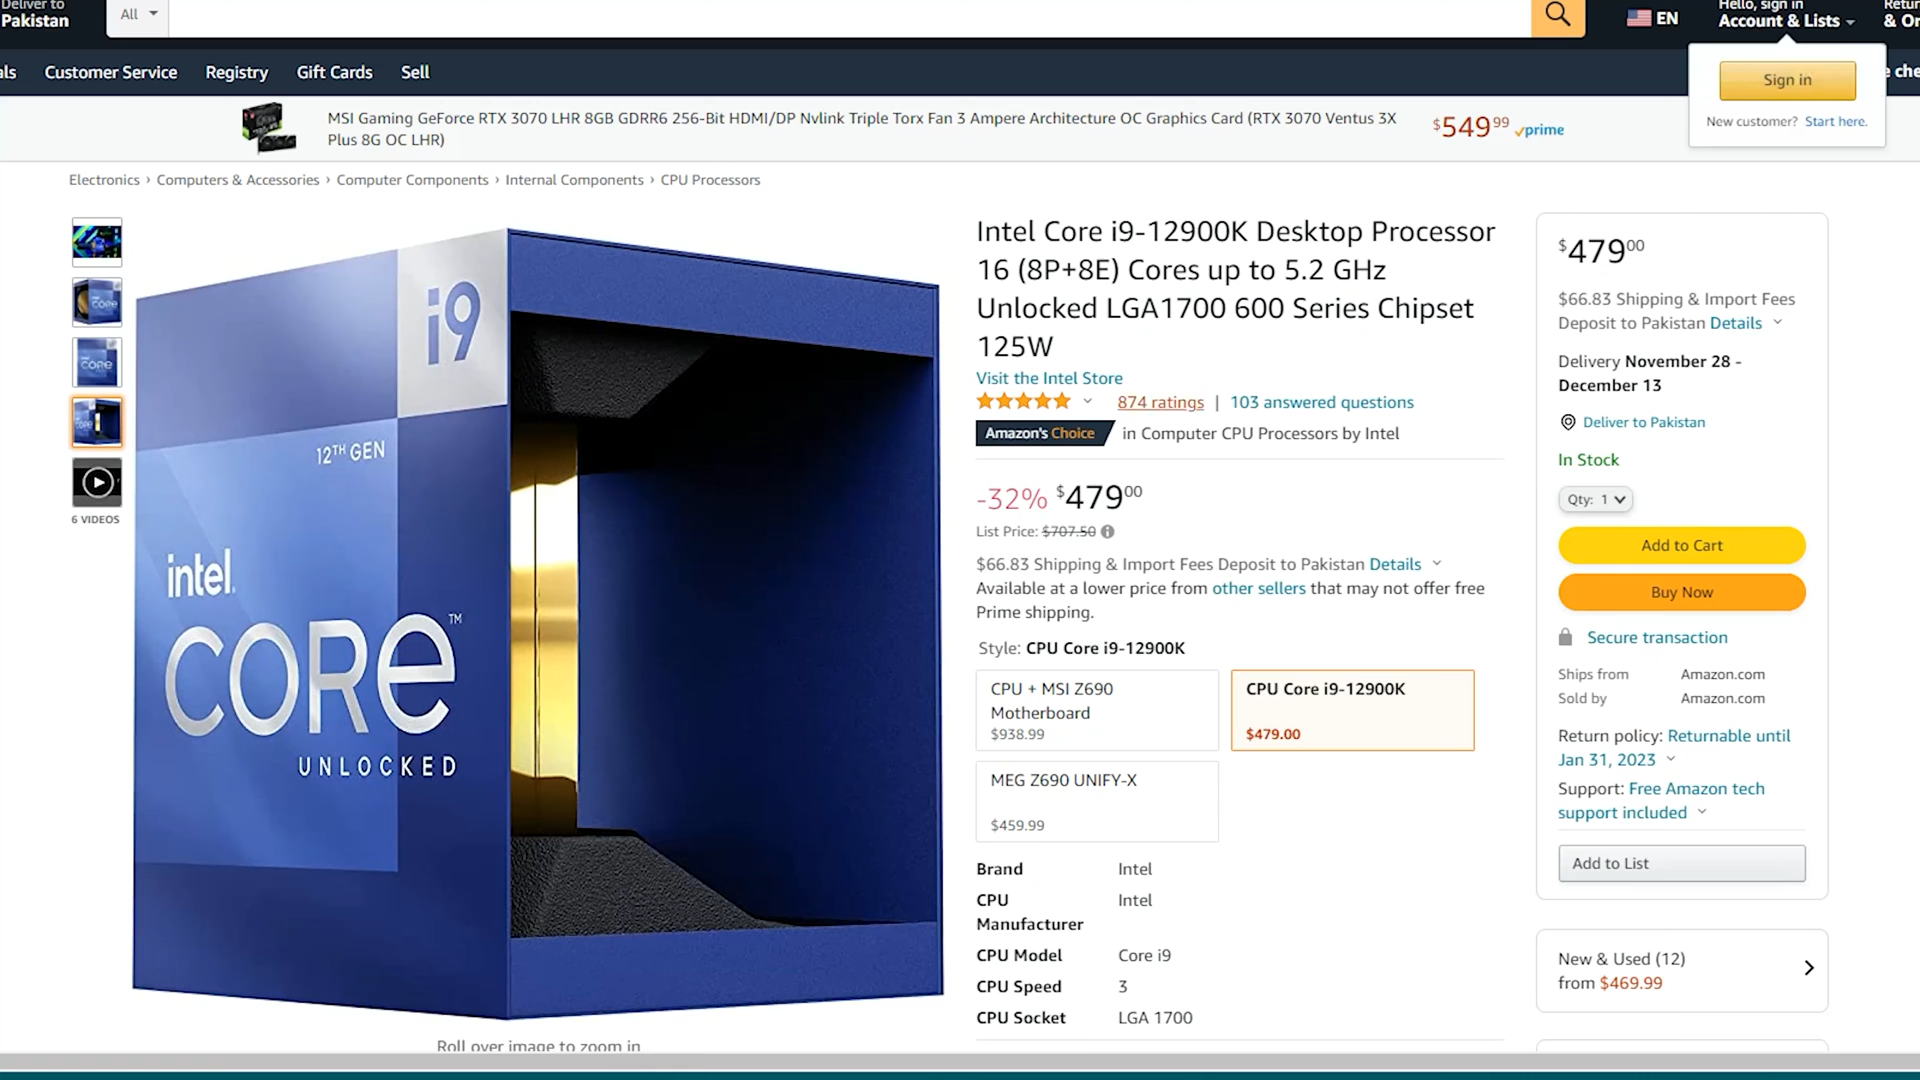 Deliver to
Pakistan
All
EN
Hello, sign in
Account & Lists
& Or
als
Customer Service
Registry
Gift Cards
Sell
Sign in
New customer? Start here.
MSI Gaming GeForce RTX 3070 LHR 8GB GDRR6 256-Bit HDMI/DP Nvlink Triple Torx Fan 3 Ampere Architecture OC Graphics Card (RTX 3070 Ventus 3X
Plus 8G OC LHR)
$549 99 prime
Electronics › Computers & Accessories › Computer Components › Internal Components › CPU Processors
6 VIDEOS
i9
12TH GEN
intel.
CORe™
UNLOCKED
Roll over image to zoom in
Intel Core i9-12900K Desktop Processor
16 (8P+8E) Cores up to 5.2 GHz
Unlocked LGA1700 600 Series Chipset
125W
Visit the Intel Store
874 ratings | 103 answered questions
Amazon's Choice in Computer CPU Processors by Intel
-32% $479 00
List Price: $707.50
$66.83 Shipping & Import Fees Deposit to Pakistan Details
Available at a lower price from other sellers that may not offer free
Prime shipping.
Style: CPU Core i9-12900K
CPU + MSI Z690
Motherboard
$938.99
CPU Core i9-12900K
$479.00
MEG Z690 UNIFY-X
$459.99
Brand Intel
CPU Intel
Manufacturer
CPU Model Core i9
CPU Speed 3
CPU Socket LGA 1700
$479 00
$66.83 Shipping & Import Fees
Deposit to Pakistan Details
Delivery November 28 -
December 13
Deliver to Pakistan
In Stock
Qty: 1
Add to Cart
Buy Now
Secure transaction
Ships from Amazon.com
Sold by Amazon.com
Return policy: Returnable until
Jan 31, 2023
Support: Free Amazon tech
support included
Add to List
New & Used (12)
from $469.99